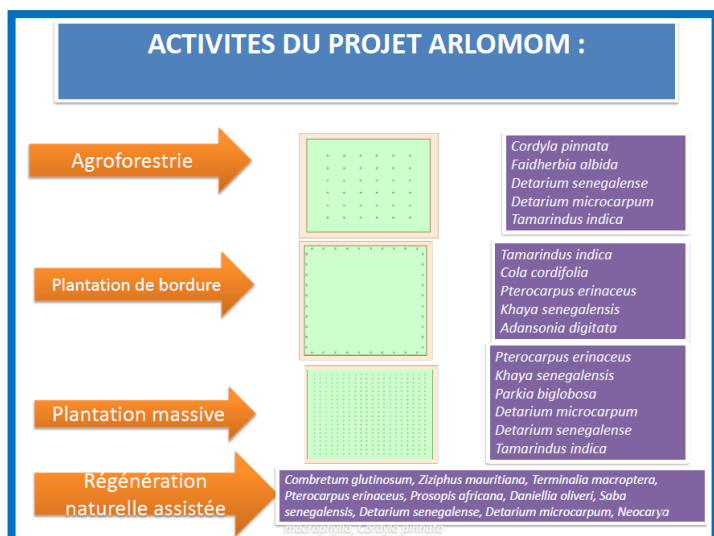 ACTIVITES DU PROJET ARLOMOM :
Agroforestrie
Cordyla pinnata
Faidherbia albida
Detarium senegalense
Detarium microcarpum
Tamarindus indica
Plantation de bordure
Tamarindus indica
Cola cordifolia
Pterocarpus erinaceus
Khaya senegalensis
Adansonia digitata
Plantation massive
Pterocarpus erinaceus
Khaya senegalensis
Parkia biglobosa
Detarium microcarpum
Detarium senegalense
Tamarindus indica
Régénération
naturelle assistée
Combretum glutinosum, Ziziphus mauritiana, Terminalia macroptera,
Pterocarpus erinaceus, Prosopis africana, Daniellia oliveri, Saba
senegalensis, Detarium senegalense, Detarium microcarpum, Neocarya
macrophylla, Cordyla pinnata